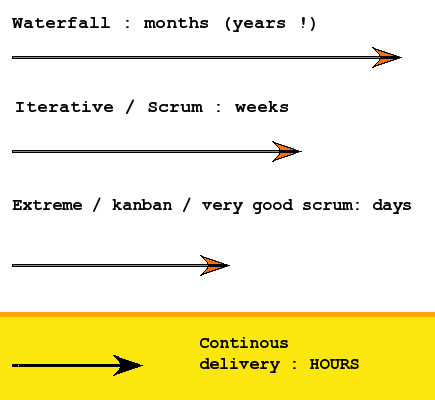 Waterfall : months (years !)
Iterative / Scrum : weeks
Extreme / kanban / very good scrum: days
Continous
delivery : HOURS